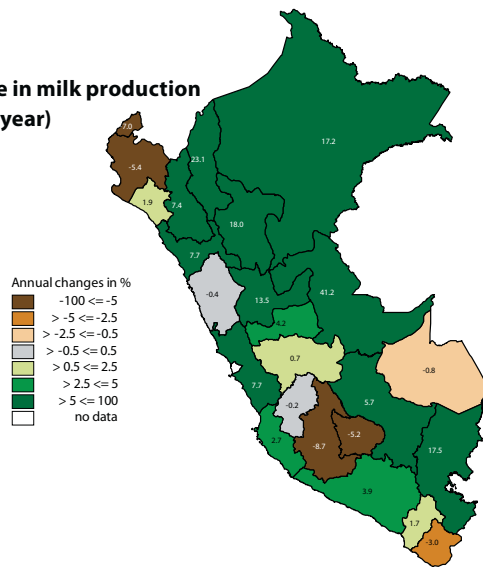 e in milk production
year)
-7.0
17.2
23.1
-5.4
1.9
7.4
18.0
7.7
Annual changes in %
-100 <= -5
> -5 <= -2.5
> -2.5 <= -0.5
> -0.5 <= 0.5
> 0.5 <= 2.5
> 2.5 <= 5
> 5 <= 100
no data
-0.4
13.5
41.2
4.2
0.7
-0.8
7.7
5.7
-0.2
-5.2
2.7
-8.7
17.5
3.9
1.7
-3.0